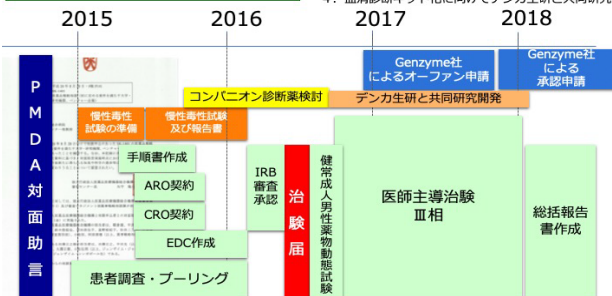 2015
2016
2017
2018
Genzyme社
によるオーファン申請
Genzyme社
による
承認申請
コンパニオン診断薬検討
デンカ生研と共同研究開発
PMDA対面助言
慢性毒性
試験の準備
慢性毒性試験
及び報告書
手順書作成
ARO契約
CRO契約
EDC作成
患者調査・プーリング
IRB
審査
承認
治験届
健常成人男性薬物動態試験
医師主導治験
Ⅲ相
総括報告
書作成